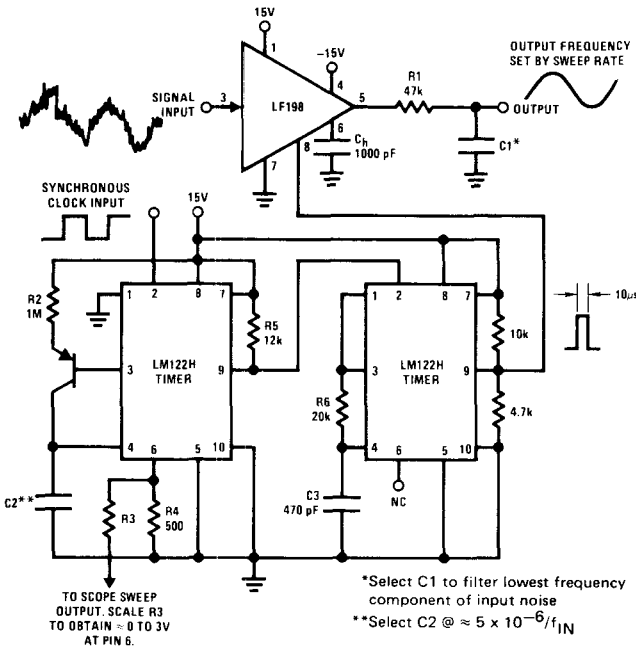 15V
1
-15V
4
SIGNAL
INPUT
3
LF198
5
R1
47k
OUTPUT FREQUENCY
SET BY SWEEP RATE
OUTPUT
6
8
Ch
1000 pF
7
C1*
SYNCHRONOUS
CLOCK INPUT
15V
R2
1M
1
2
8
7
R5
12k
3
LM122H
TIMER
9
4
6
5
10
C2**
R3
R4
500
1
2
8
7
10k
10μs
3
LM122H
TIMER
9
R6
20k
4.7k
4
6
5
10
C3
470 pF
NC
TO SCOPE SWEEP
OUTPUT. SCALE R3
TO OBTAIN ≈ 0 TO 3V
AT PIN 6.
*Select C1 to filter lowest frequency
component of input noise
**Select C2 @ ≈ 5 x 10⁻⁶/fIN